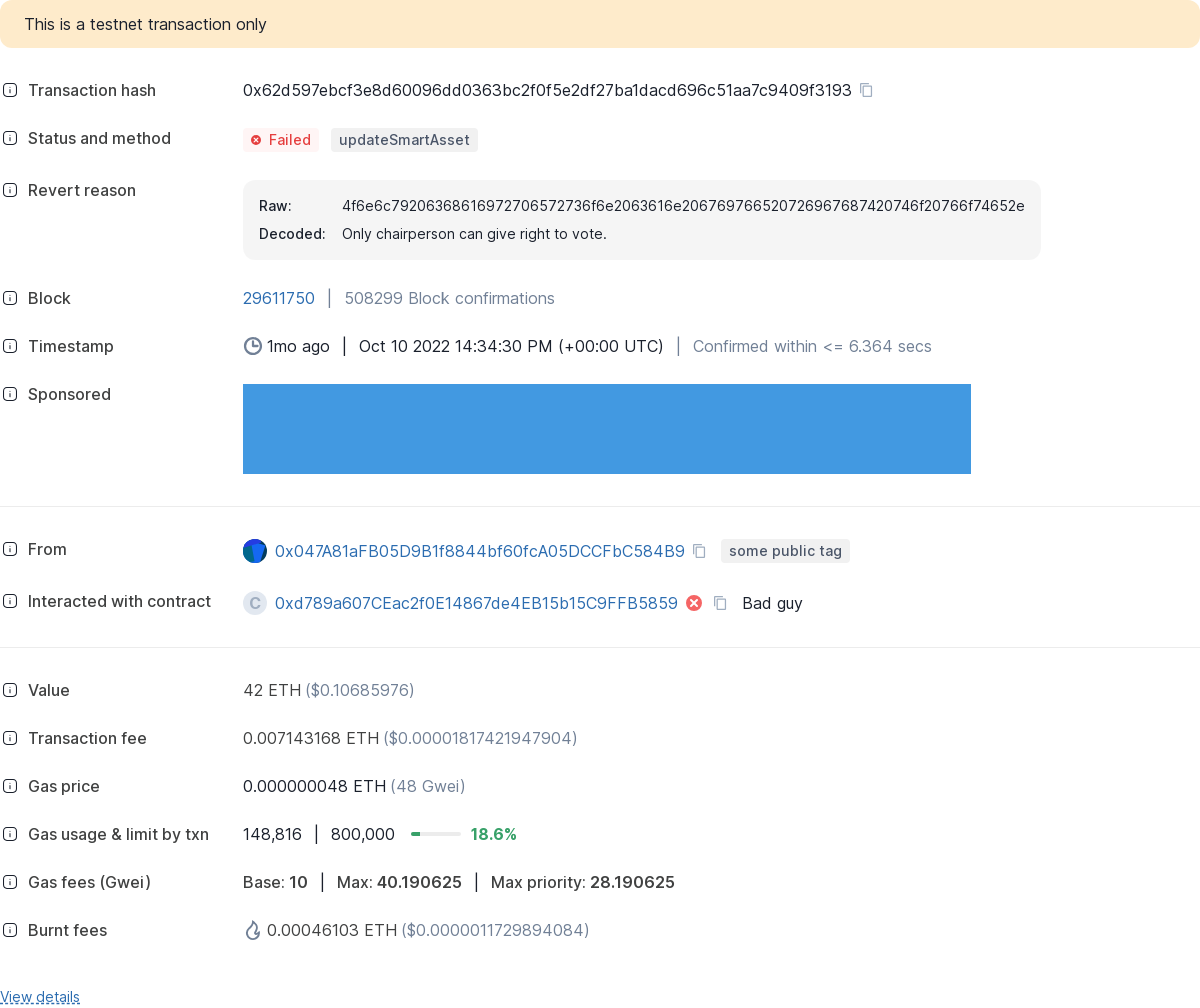 This is a testnet transaction only
Transaction hash 0x62d597ebcf3e8d60096dd0363bc2f0f5e2df27ba1dacd696c51aa7c9409f3193
Status and method Failed updateSmartAsset
Revert reason
Raw: 4f6e6c79206368616972706572736f6e2063616e206769766520726967687420746f20766f74652e
Decoded: Only chairperson can give right to vote.
Block 29611750 | 508299 Block confirmations
Timestamp 1mo ago | Oct 10 2022 14:34:30 PM (+00:00 UTC) | Confirmed within <= 6.364 secs
Sponsored
From 0x047A81aFB05D9B1f8844bf60fcA05DCCFbC584B9 some public tag
Interacted with contract C 0xd789a607CEac2f0E14867de4EB15b15C9FFB5859 Bad guy
Value 42 ETH ($0.10685976)
Transaction fee 0.007143168 ETH ($0.00001817421947904)
Gas price 0.000000048 ETH (48 Gwei)
Gas usage & limit by txn 148,816 | 800,000 18.6%
Gas fees (Gwei) Base: 10 | Max: 40.190625 | Max priority: 28.190625
Burnt fees 0.00046103 ETH ($0.0000011729894084)
View details